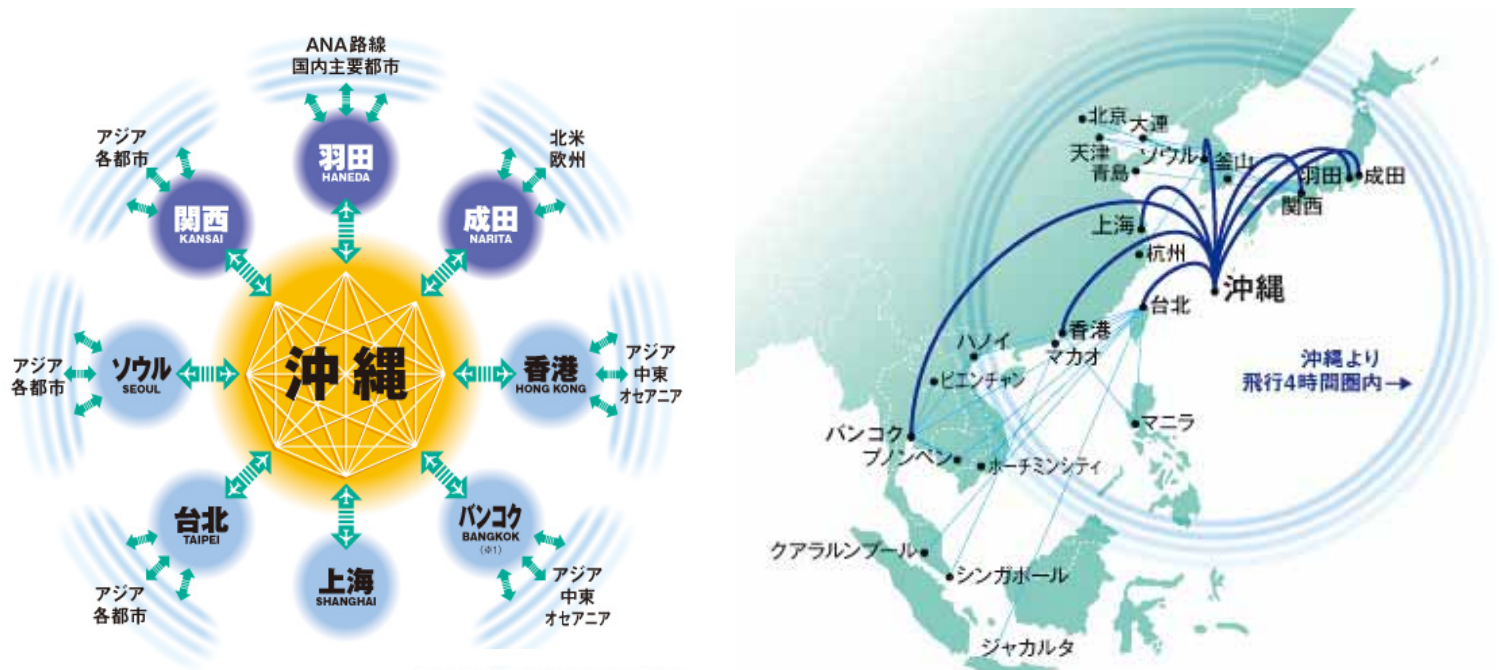 ANA路線
国内主要都市
アジア
各都市
北米
欧州
羽田
HANEDA
関西
KANSAI
成田
NARITA
アジア
各都市
ソウル
SEOUL
沖縄
香港
HONG KONG
アジア
中東
オセアニア
台北
TAIPEI
バンコク
BANGKOK
(※1)
上海
SHANGHAI
アジア
各都市
アジア
中東
オセアニア
北京
大連
天津
ソウル
釜山
青島
羽田
成田
関西
上海
杭州
沖縄
台北
香港
マカオ
ハノイ
ビエンチャン
沖縄より
飛行4時間圏内→
バンコク
マニラ
プノンペン
ホーチミンシティ
クアラルンプール
シンガポール
ジャカルタ